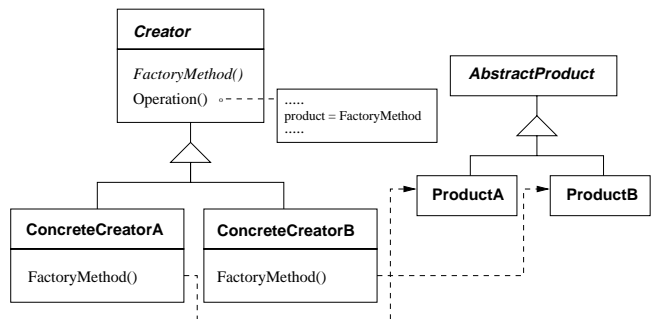 Creator
FactoryMethod()
Operation()
.....
product = FactoryMethod
.....
AbstractProduct
ProductA
ProductB
ConcreteCreatorA
FactoryMethod()
ConcreteCreatorB
FactoryMethod()